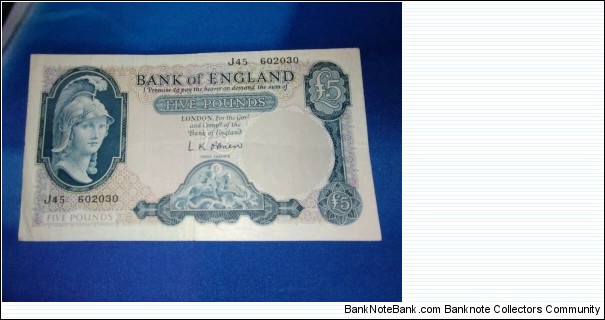 J45 602030
BANK of ENGLAND
£5
I Promise to pay the bearer on demand the sum of
FIVE POUNDS
LONDON, For the Govr
and Compa of the
Bank of England
L.K. O'Brien
CHIEF CASHIER
J45 602030
FIVE POUNDS
£5
BankNoteBank.com Banknote Collectors Community